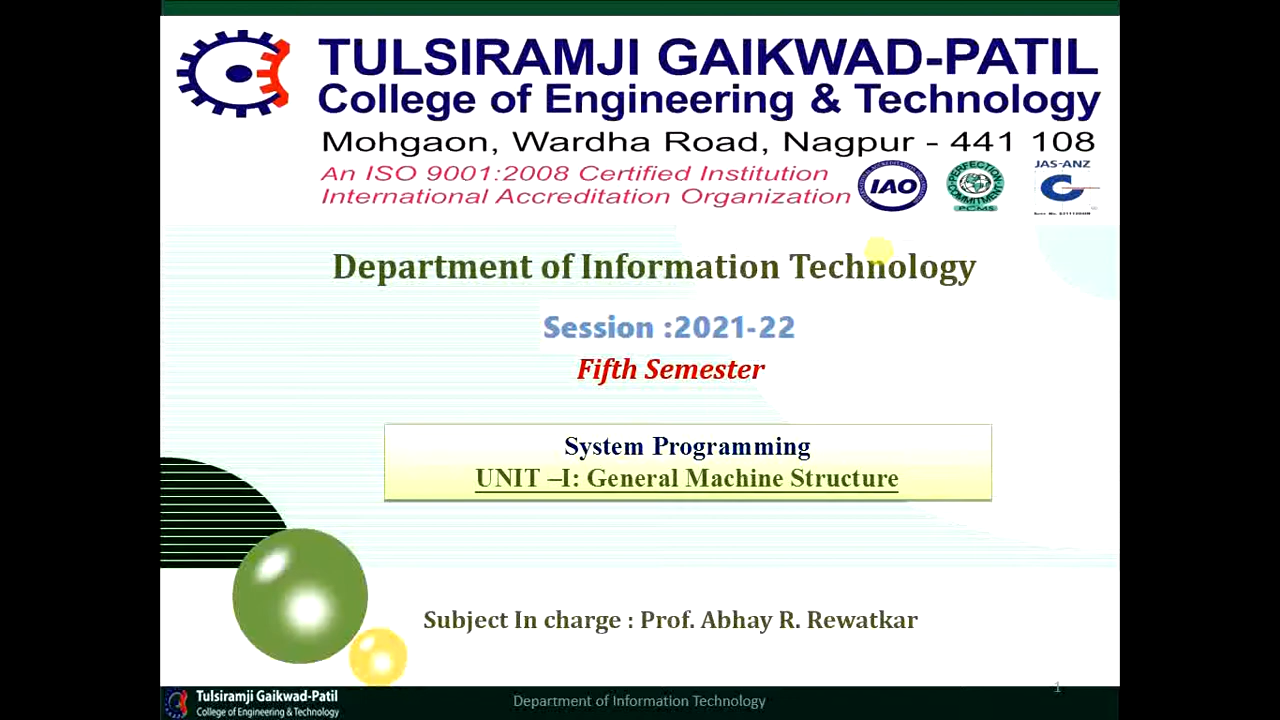 TULSIRAMJI GAIKWAD-PATIL
College of Engineering & Technology
Mohgaon, Wardha Road, Nagpur - 441 108
An ISO 9001:2008 Certified Institution
International Accreditation Organization
IAO
PERFECTION
COMMITMENT
PCMS
JAS-ANZ
Department of Information Technology
Session :2021-22
Fifth Semester
System Programming
UNIT –I: General Machine Structure
Subject In charge : Prof. Abhay R. Rewatkar
1
Tulsiramji Gaikwad-Patil
College of Engineering & Technology
Department of Information Technology